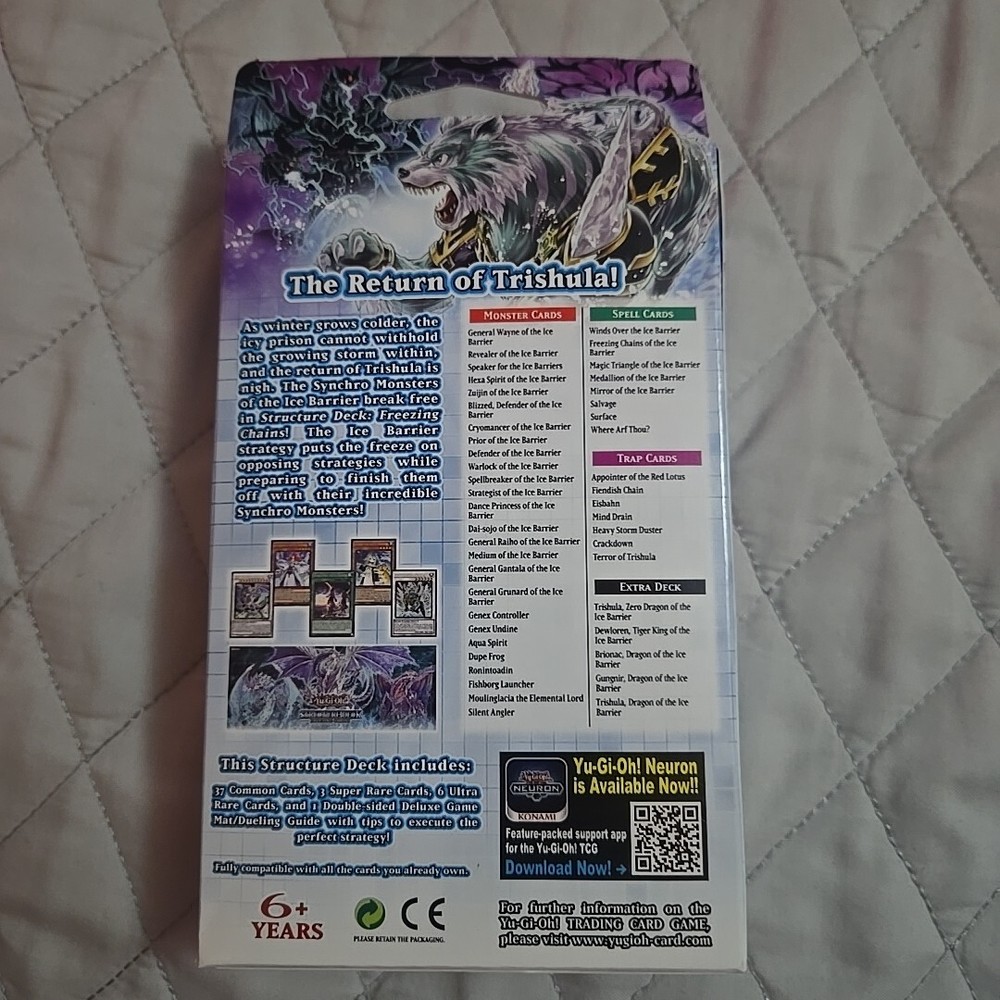 The Return of Trishula!
As winter grows colder, the
icy prison cannot withhold
the growing storm within,
and the return of Trishula is
nigh. The Synchro Monsters
of the Ice Barrier break free
in Structure Deck: Freezing
Chains! The Ice Barrier
strategy puts the freeze on
opposing strategies while
preparing to finish them
off with their incredible
Synchro Monsters!
MONSTER CARDS
General Wayne of the Ice
Barrier
Revealer of the Ice Barrier
Speaker for the Ice Barriers
Hexa Spirit of the Ice Barrier
Zuijin of the Ice Barrier
Blizzed, Defender of the Ice
Barrier
Cryomancer of the Ice Barrier
Prior of the Ice Barrier
Defender of the Ice Barrier
Warlock of the Ice Barrier
Spellbreaker of the Ice Barrier
Strategist of the Ice Barrier
Dance Princess of the Ice
Barrier
Dai-sojo of the Ice Barrier
General Raiho of the Ice Barrier
Medium of the Ice Barrier
General Gantala of the Ice
Barrier
General Grunard of the Ice
Barrier
Genex Controller
Genex Undine
Aqua Spirit
Dupe Frog
Ronintoadin
Fishborg Launcher
Moulinglacia the Elemental Lord
Silent Angler
SPELL CARDS
Winds Over the Ice Barrier
Freezing Chains of the Ice
Barrier
Magic Triangle of the Ice Barrier
Medallion of the Ice Barrier
Mirror of the Ice Barrier
Salvage
Surface
Where Arf Thou?
TRAP CARDS
Appointer of the Red Lotus
Fiendish Chain
Eisbahn
Mind Drain
Heavy Storm Duster
Crackdown
Terror of Trishula
EXTRA DECK
Trishula, Zero Dragon of the
Ice Barrier
Dewloren, Tiger King of the
Ice Barrier
Brionac, Dragon of the Ice
Barrier
Gungnir, Dragon of the Ice
Barrier
Trishula, Dragon of the Ice
Barrier
Yu-Gi-Oh!
This Structure Deck includes:
37 Common Cards, 3 Super Rare Cards, 6 Ultra
Rare Cards, and 1 Double-sided Deluxe Game
Mat/Dueling Guide with tips to execute the
perfect strategy!
Fully compatible with all the cards you already own.
6+
YEARS
CE
PLEASE RETAIN THE PACKAGING.
Yu-Gi-Oh!
NEURON
KONAMI
Yu-Gi-Oh! Neuron
is Available Now!!
Feature-packed support app
for the Yu-Gi-Oh! TCG
Download Now! →
For further information on the
Yu-Gi-Oh! TRADING CARD GAME,
please visit www.yugioh-card.com